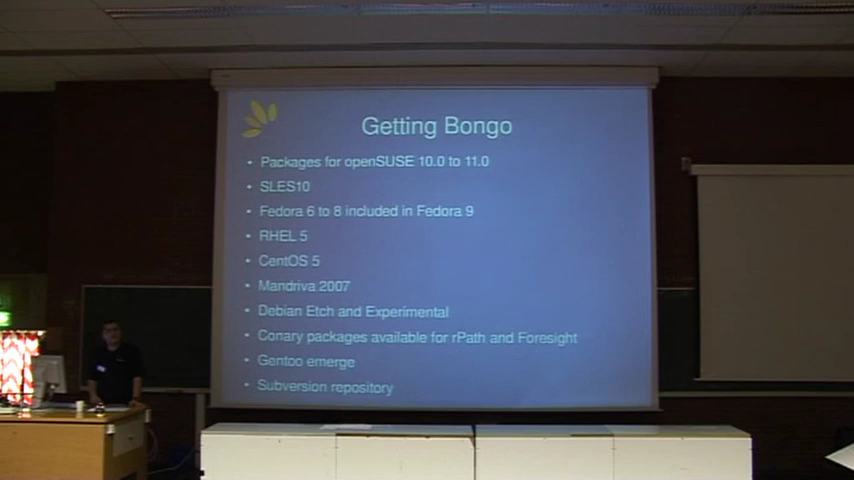 Getting Bongo
• Packages for openSUSE 10.0 to 11.0
• SLES10
• Fedora 6 to 8 included in Fedora 9
• RHEL 5
• CentOS 5
• Mandriva 2007
• Debian Etch and Experimental
• Conary packages available for rPath and Foresight
• Gentoo emerge
• Subversion repository